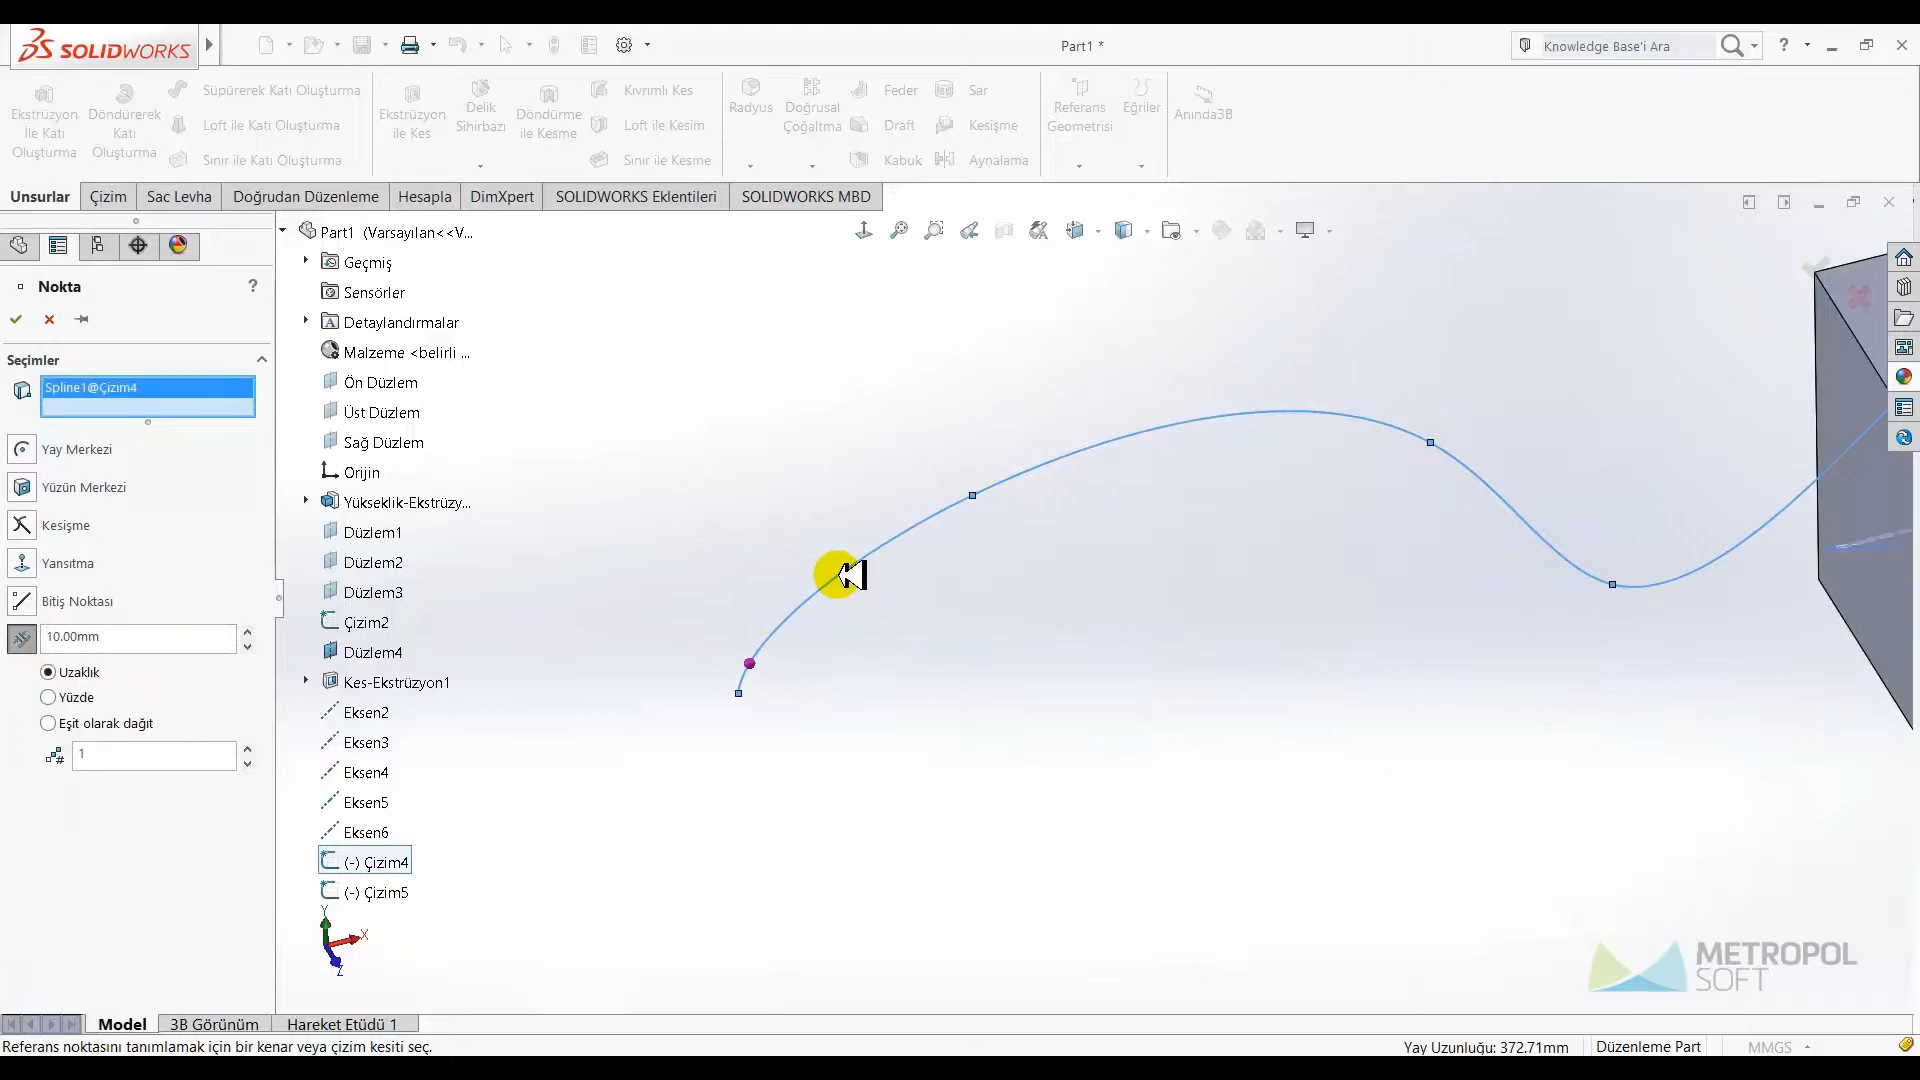 SOLIDWORKS
Part1 *
Knowledge Base'i Ara
?
Ekstrüzyon İle Katı Oluşturma
Döndürerek Katı Oluşturma
Süpürerek Katı Oluşturma
Loft ile Katı Oluşturma
Sınır ile Katı Oluşturma
Ekstrüzyon ile Kes
Delik Sihirbazı
Döndürme ile Kesme
Kıvrımlı Kes
Loft ile Kesim
Sınır ile Kesme
Radyus
Doğrusal Çoğaltma
Feder
Draft
Kabuk
Sar
Kesişme
Aynalama
Referans Geometrisi
Eğriler
Anında3B
Unsurlar
Çizim
Sac Levha
Doğrudan Düzenleme
Hesapla
DimXpert
SOLIDWORKS Eklentileri
SOLIDWORKS MBD
Nokta
?
Seçimler
Spline1@Çizim4
Yay Merkezi
Yüzün Merkezi
Kesişme
Yansıtma
Bitiş Noktası
10.00mm
Uzaklık
Yüzde
Eşit olarak dağıt
1
Part1 (Varsayılan<<V...
Geçmiş
Sensörler
Detaylandırmalar
Malzeme <belirli ...
Ön Düzlem
Üst Düzlem
Sağ Düzlem
Orijin
Yükseklik-Ekstrüzy...
Düzlem1
Düzlem2
Düzlem3
Çizim2
Düzlem4
Kes-Ekstrüzyon1
Eksen2
Eksen3
Eksen4
Eksen5
Eksen6
(-) Çizim4
(-) Çizim5
Y
X
Z
METROPOL
SOFT
Model
3B Görünüm
Hareket Etüdü 1
Referans noktasını tanımlamak için bir kenar veya çizim kesiti seç.
Yay Uzunluğu: 372.71mm
Düzenleme Part
MMGS